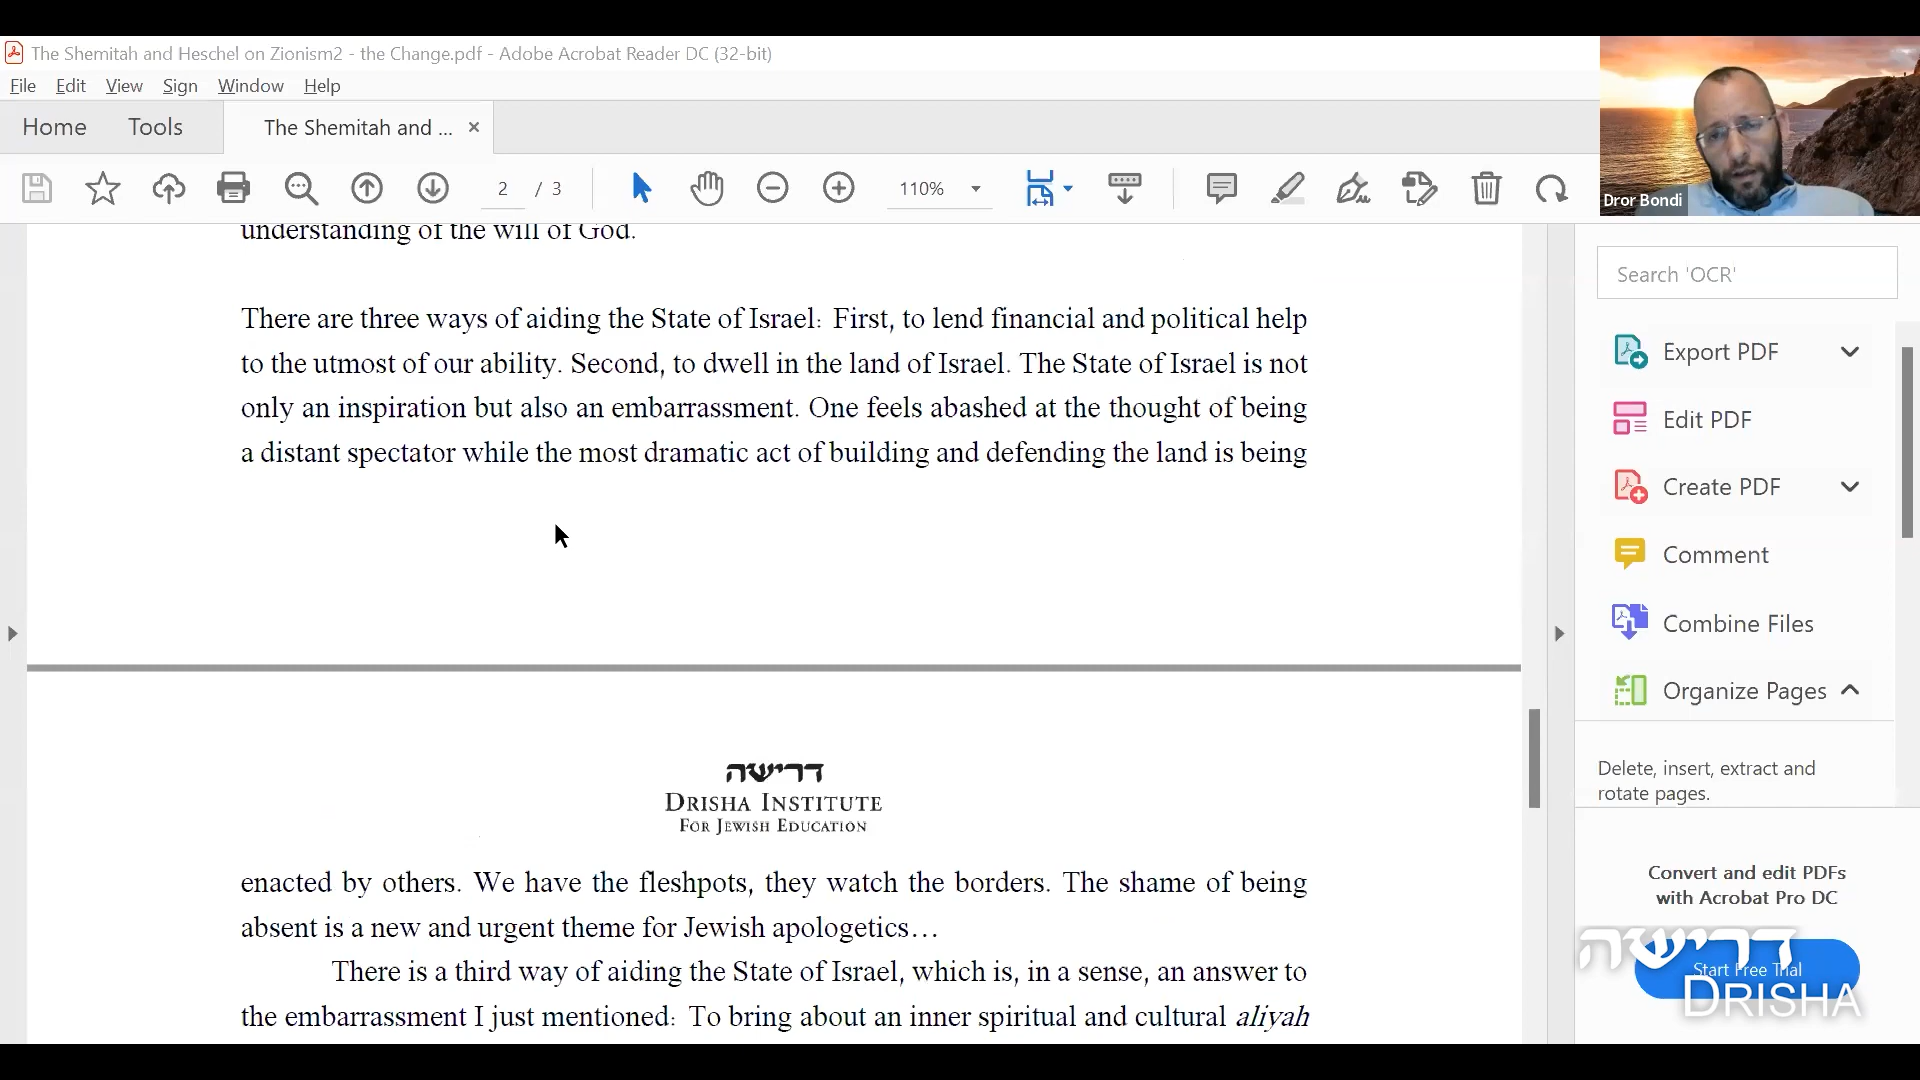 The Shemitah and Heschel on Zionism2 - the Change.pdf - Adobe Acrobat Reader DC (32-bit)
File Edit View Sign Window Help
Home Tools The Shemitah and ... ×
2 / 3 110%
Dror Bondi
understanding of the will of God.
There are three ways of aiding the State of Israel: First, to lend financial and political help
to the utmost of our ability. Second, to dwell in the land of Israel. The State of Israel is not
only an inspiration but also an embarrassment. One feels abashed at the thought of being
a distant spectator while the most dramatic act of building and defending the land is being
דרישה
DRISHA INSTITUTE
FOR JEWISH EDUCATION
enacted by others. We have the fleshpots, they watch the borders. The shame of being
absent is a new and urgent theme for Jewish apologetics…
There is a third way of aiding the State of Israel, which is, in a sense, an answer to
the embarrassment I just mentioned: To bring about an inner spiritual and cultural aliyah
Search 'OCR'
Export PDF
Edit PDF
Create PDF
Comment
Combine Files
Organize Pages
Delete, insert, extract and
rotate pages.
Convert and edit PDFs
with Acrobat Pro DC
Start Free Trial
דרישה
DRISHA